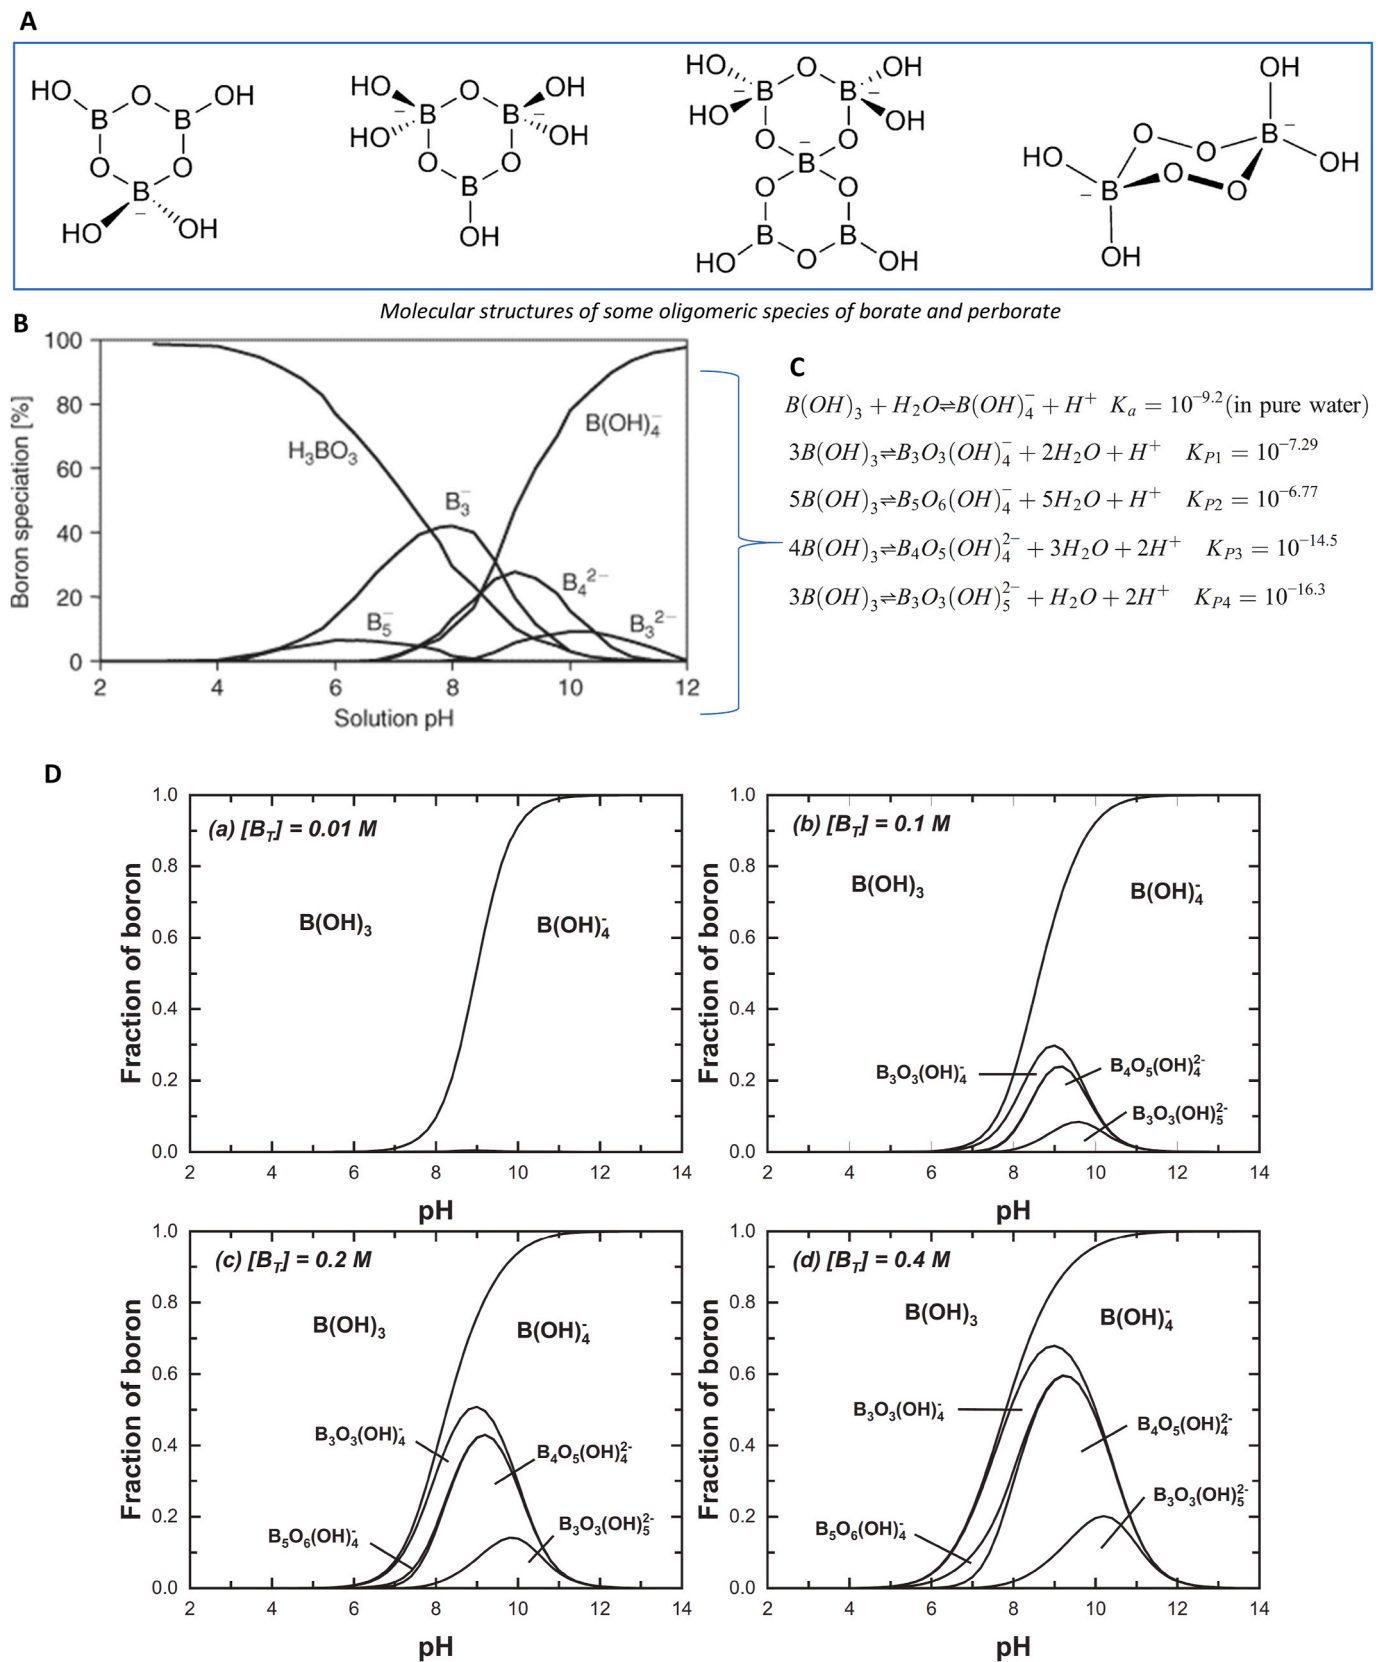 A
HO B O B OH
O O
B
−
HO OH
HO B O B OH
− −
HO OH
O O
B
OH
HO B O B OH
− −
HO OH
O − O
B
O O
B B
HO O OH
OH
O B −
HO O OH
B O
− O
OH
Molecular structures of some oligomeric species of borate and perborate
B
Boron speciation [%]
100
80
60
40
20
0
2 4 6 8 10 12
Solution pH
H₃BO₃
B(OH)₄⁻
B₃⁻
B₄²⁻
B₅⁻
B₃²⁻
C
B(OH)₃ + H₂O⇌B(OH)₄⁻ + H⁺ Kₐ = 10^−9.2 (in pure water)
3B(OH)₃⇌B₃O₃(OH)₄⁻ + 2H₂O + H⁺ K_P1 = 10^−7.29
5B(OH)₃⇌B₅O₆(OH)₄⁻ + 5H₂O + H⁺ K_P2 = 10^−6.77
4B(OH)₃⇌B₄O₅(OH)₄²⁻ + 3H₂O + 2H⁺ K_P3 = 10^−14.5
3B(OH)₃⇌B₃O₃(OH)₅²⁻ + H₂O + 2H⁺ K_P4 = 10^−16.3
D
(a) [B_T] = 0.01 M
Fraction of boron
1.0
0.8
0.6
0.4
0.2
0.0
B(OH)₃
B(OH)₄⁻
2 4 6 8 10 12 14
pH
(b) [B_T] = 0.1 M
Fraction of boron
1.0
0.8
0.6
0.4
0.2
0.0
B(OH)₃
B(OH)₄⁻
B₃O₃(OH)₄⁻
B₄O₅(OH)₄²⁻
B₃O₃(OH)₅²⁻
2 4 6 8 10 12 14
pH
(c) [B_T] = 0.2 M
Fraction of boron
1.0
0.8
0.6
0.4
0.2
0.0
B(OH)₃
B(OH)₄⁻
B₃O₃(OH)₄⁻
B₄O₅(OH)₄²⁻
B₅O₆(OH)₄⁻
B₃O₃(OH)₅²⁻
2 4 6 8 10 12 14
pH
(d) [B_T] = 0.4 M
Fraction of boron
1.0
0.8
0.6
0.4
0.2
0.0
B(OH)₃
B(OH)₄⁻
B₃O₃(OH)₄⁻
B₄O₅(OH)₄²⁻
B₅O₆(OH)₄⁻
B₃O₃(OH)₅²⁻
2 4 6 8 10 12 14
pH